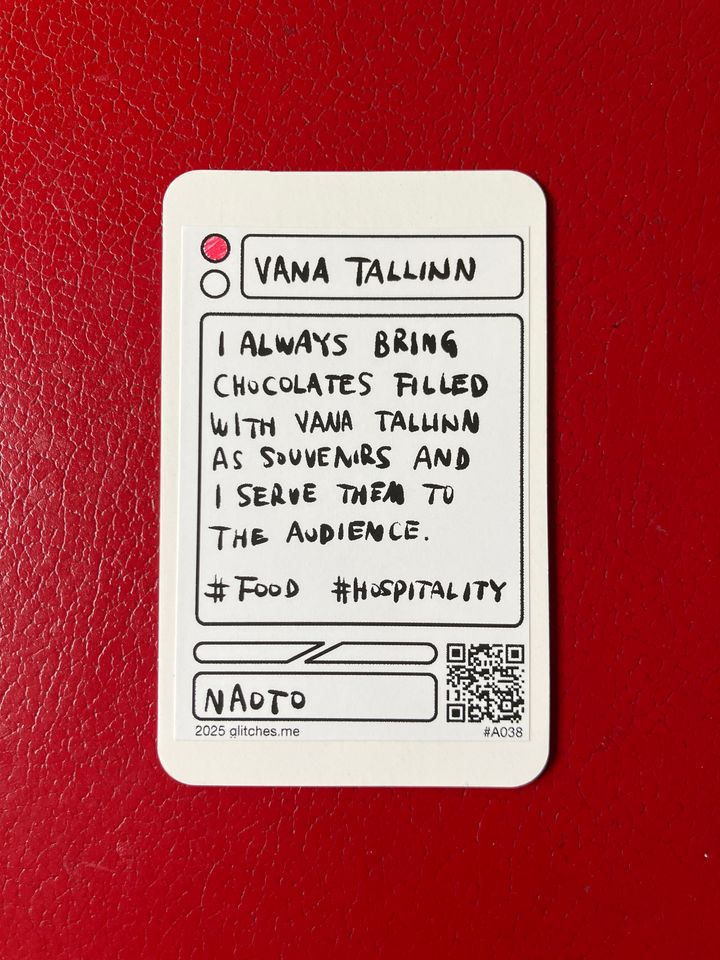 VANA TALLINN
I ALWAYS BRING
CHOCOLATES FILLED
WITH VANA TALLINN
AS SOUVENIRS AND
I SERVE THEM TO
THE AUDIENCE.
#FOOD #HOSPITALITY
NAOTO
2025 glitches.me #A038